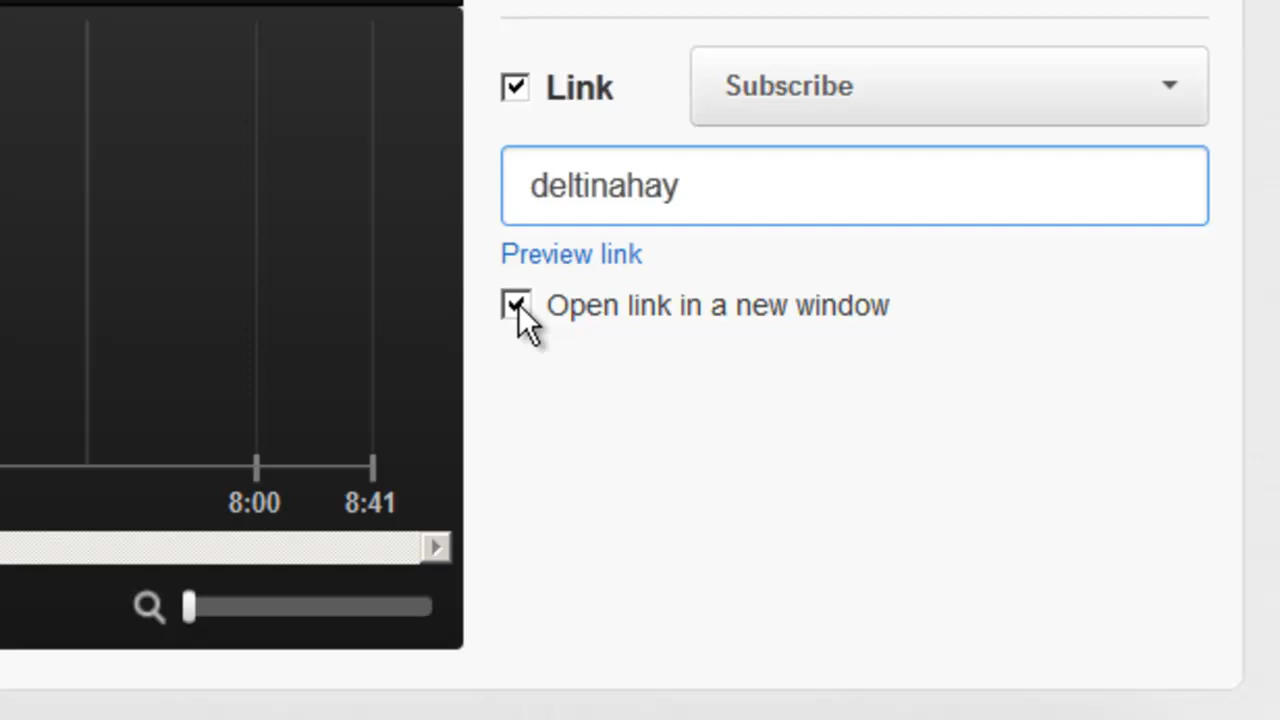 Link
Subscribe
deltinahay
Preview link
Open link in a new window
8:00
8:41